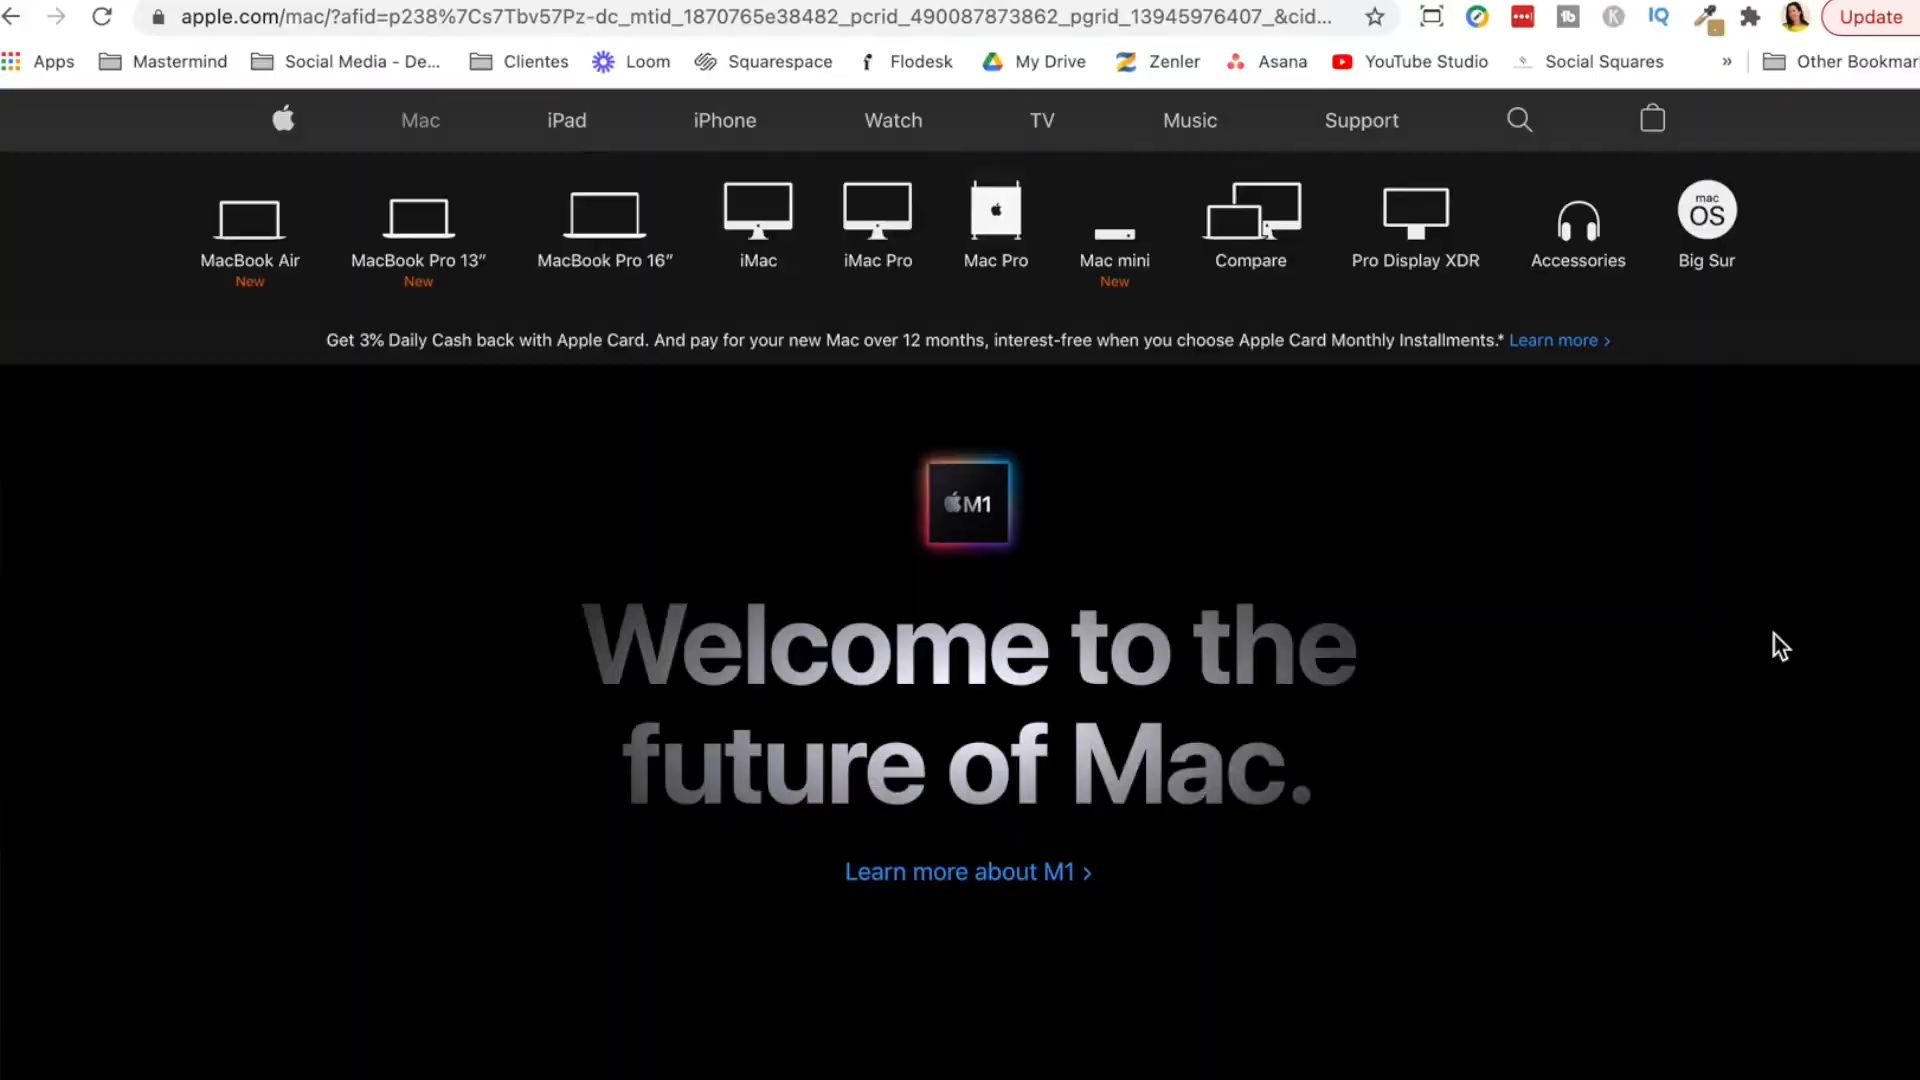 apple.com/mac/?afid=p238%7Cs7Tbv57Pz-dc_mtid_1870765e38482_pcrid_490087873862_pgrid_13945976407_&cid...
IQ
Update
Apps Mastermind Social Media - De... Clientes Loom Squarespace Flodesk My Drive Zenler Asana YouTube Studio Social Squares » Other Bookmar
Mac iPad iPhone Watch TV Music Support
mac
OS
MacBook Air MacBook Pro 13” MacBook Pro 16” iMac iMac Pro Mac Pro Mac mini Compare Pro Display XDR Accessories Big Sur
New New New
Get 3% Daily Cash back with Apple Card. And pay for your new Mac over 12 months, interest-free when you choose Apple Card Monthly Installments.* Learn more >
M1
Welcome to the
future of Mac.
Learn more about M1 >